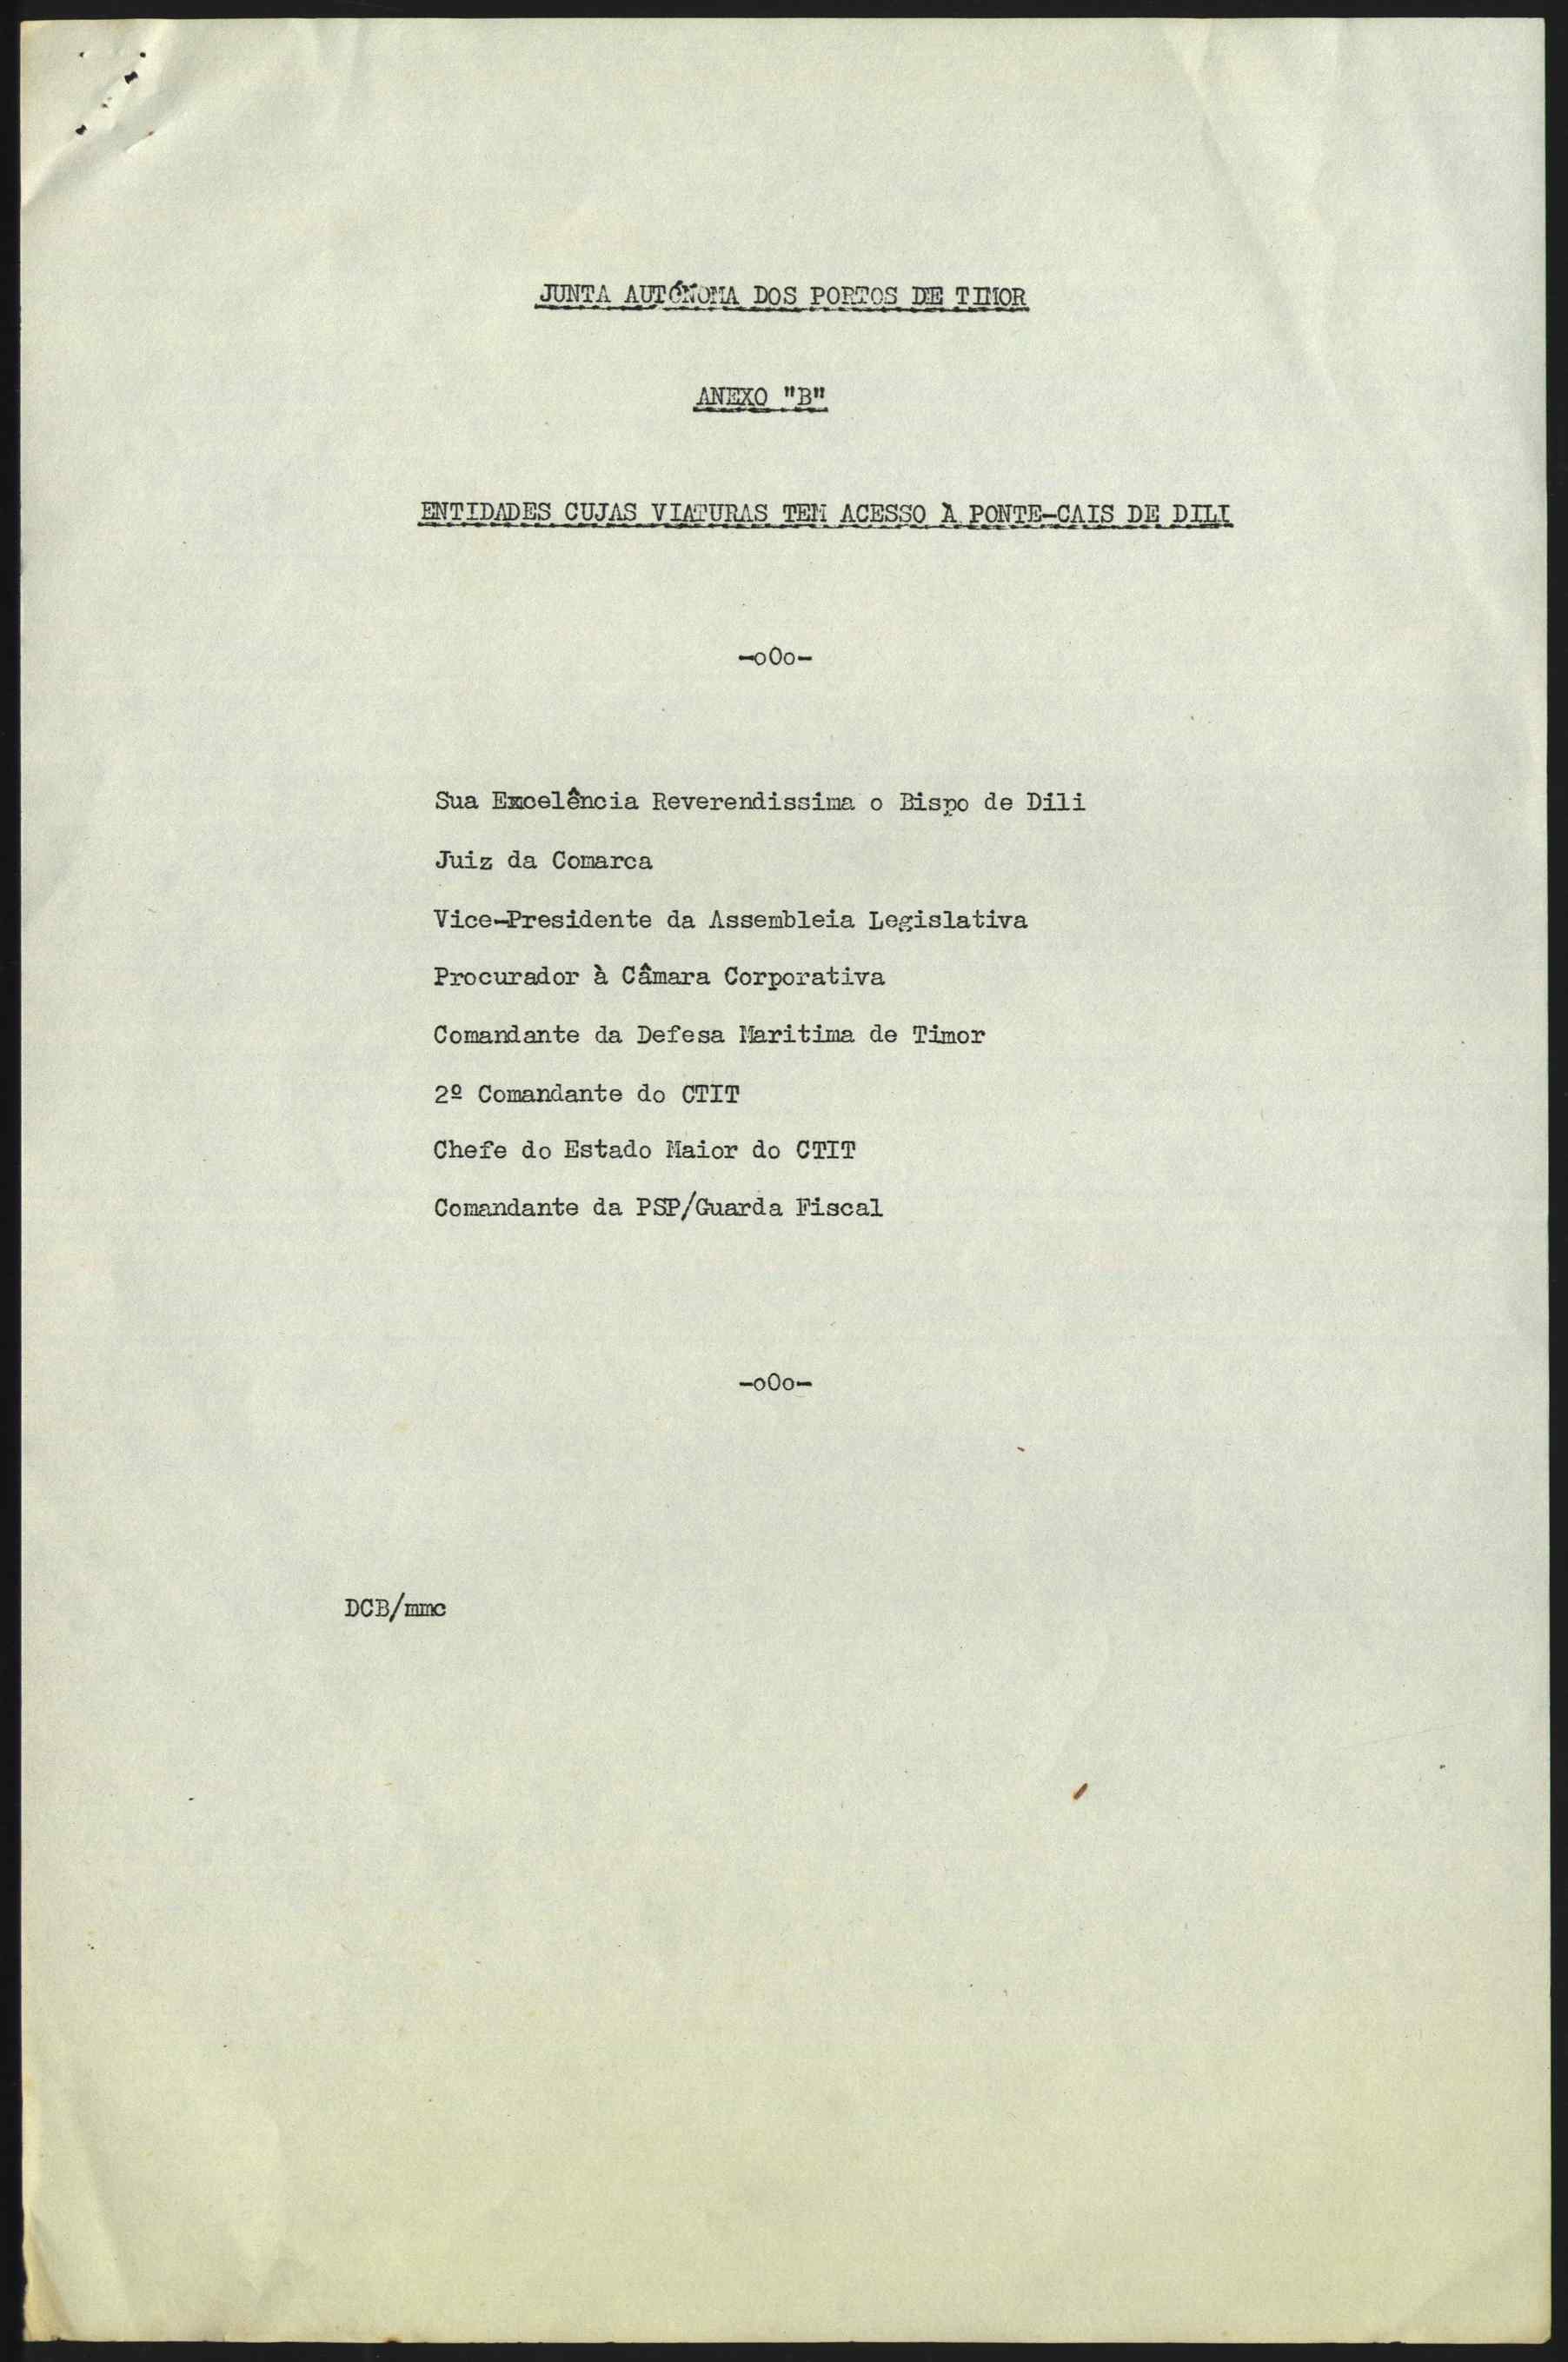 JUNTA AUTÓNOMA DOS PORTOS DE TIMOR
ANEXO "B"
ENTIDADES CUJAS VIATURAS TEM ACESSO À PONTE-CAIS DE DILI
-oOo-
Sua Excelência Reverendissima o Bispo de Dili
Juiz da Comarca
Vice-Presidente da Assembleia Legislativa
Procurador à Câmara Corporativa
Comandante da Defesa Maritima de Timor
2º Comandante do CTIT
Chefe do Estado Maior do CTIT
Comandante da PSP/Guarda Fiscal
-oOo-
DCB/mmc